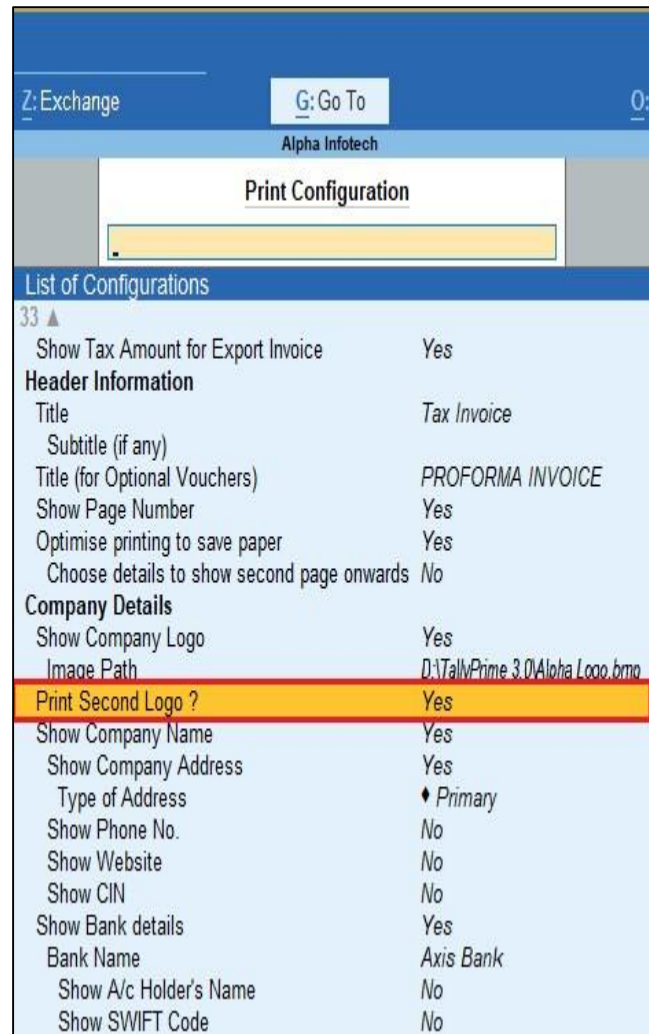 Z: Exchange G: Go To O:
Alpha Infotech
Print Configuration
List of Configurations
33 ▲
Show Tax Amount for Export Invoice Yes
Header Information
Title Tax Invoice
Subtitle (if any)
Title (for Optional Vouchers) PROFORMA INVOICE
Show Page Number Yes
Optimise printing to save paper Yes
Choose details to show second page onwards No
Company Details
Show Company Logo Yes
Image Path D:\TallyPrime 3.0\Alpha Logo.bmp
Print Second Logo ? Yes
Show Company Name Yes
Show Company Address Yes
Type of Address ♦ Primary
Show Phone No. No
Show Website No
Show CIN No
Show Bank details Yes
Bank Name Axis Bank
Show A/c Holder's Name No
Show SWIFT Code No